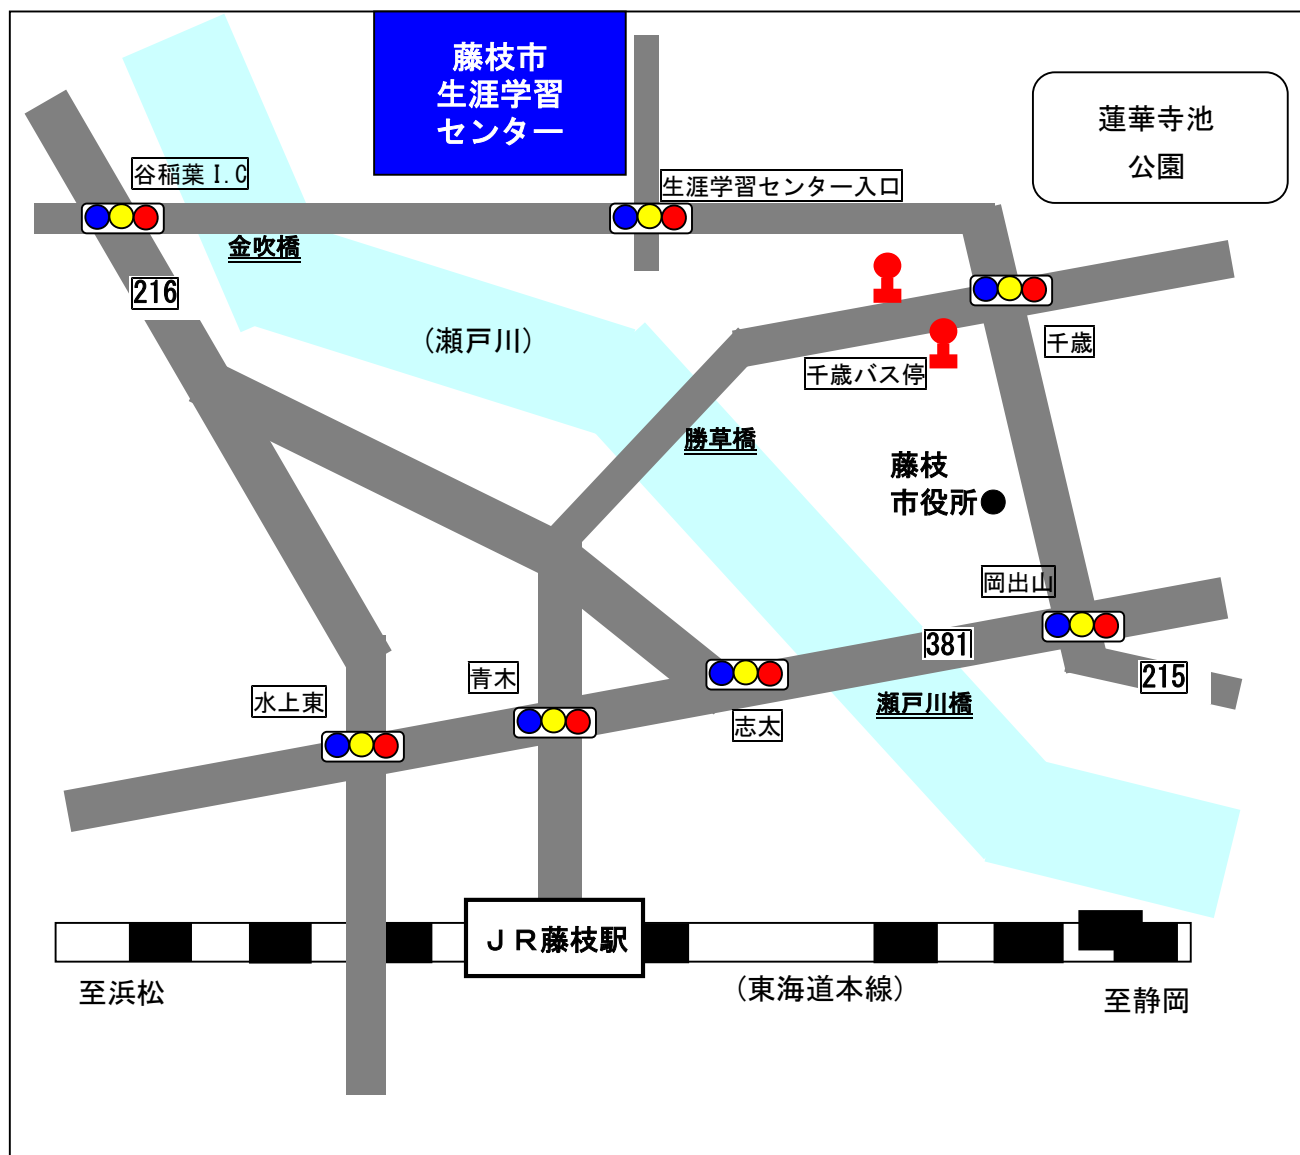 藤枝市
生涯学習
センター
蓮華寺池
公園
谷稲葉I.C
生涯学習センター入口
金吹橋
216
(瀬戸川)
千歳
千歳バス停
勝草橋
藤枝
市役所
岡出山
381
215
青木
水上東
志太
瀬戸川橋
JR藤枝駅
至浜松
(東海道本線)
至静岡